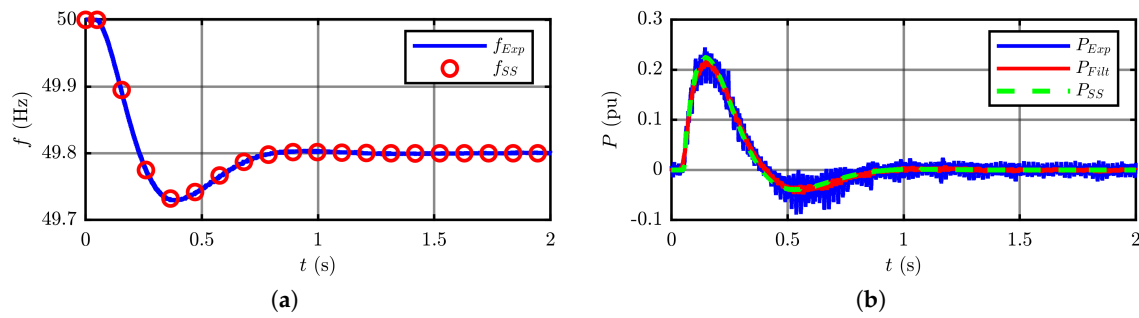 50
49.9
49.8
49.7
f (Hz)
0
0.5
1
1.5
2
t (s)
f_Exp
f_SS
(a)
0.3
0.2
0.1
0
-0.1
P (pu)
0
0.5
1
1.5
2
t (s)
P_Exp
P_Filt
P_SS
(b)